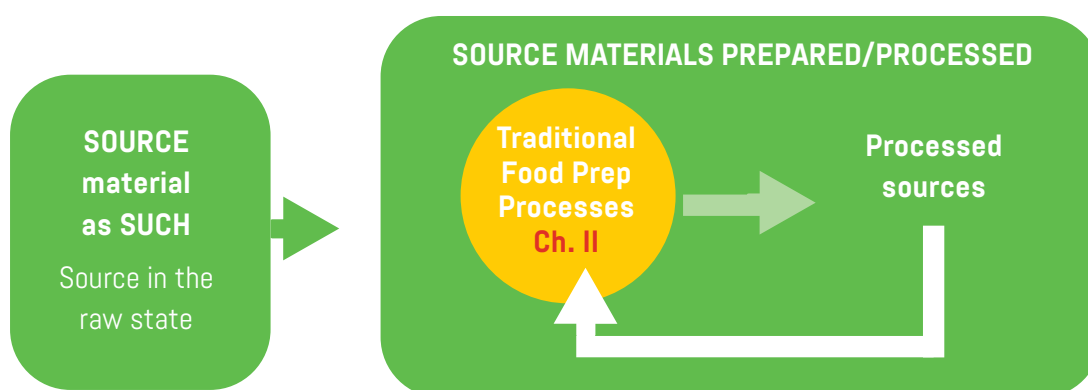 SOURCE
material
as SUCH
Source in the
raw state
SOURCE MATERIALS PREPARED/PROCESSED
Traditional
Food Prep
Processes
Ch. II
Processed
sources